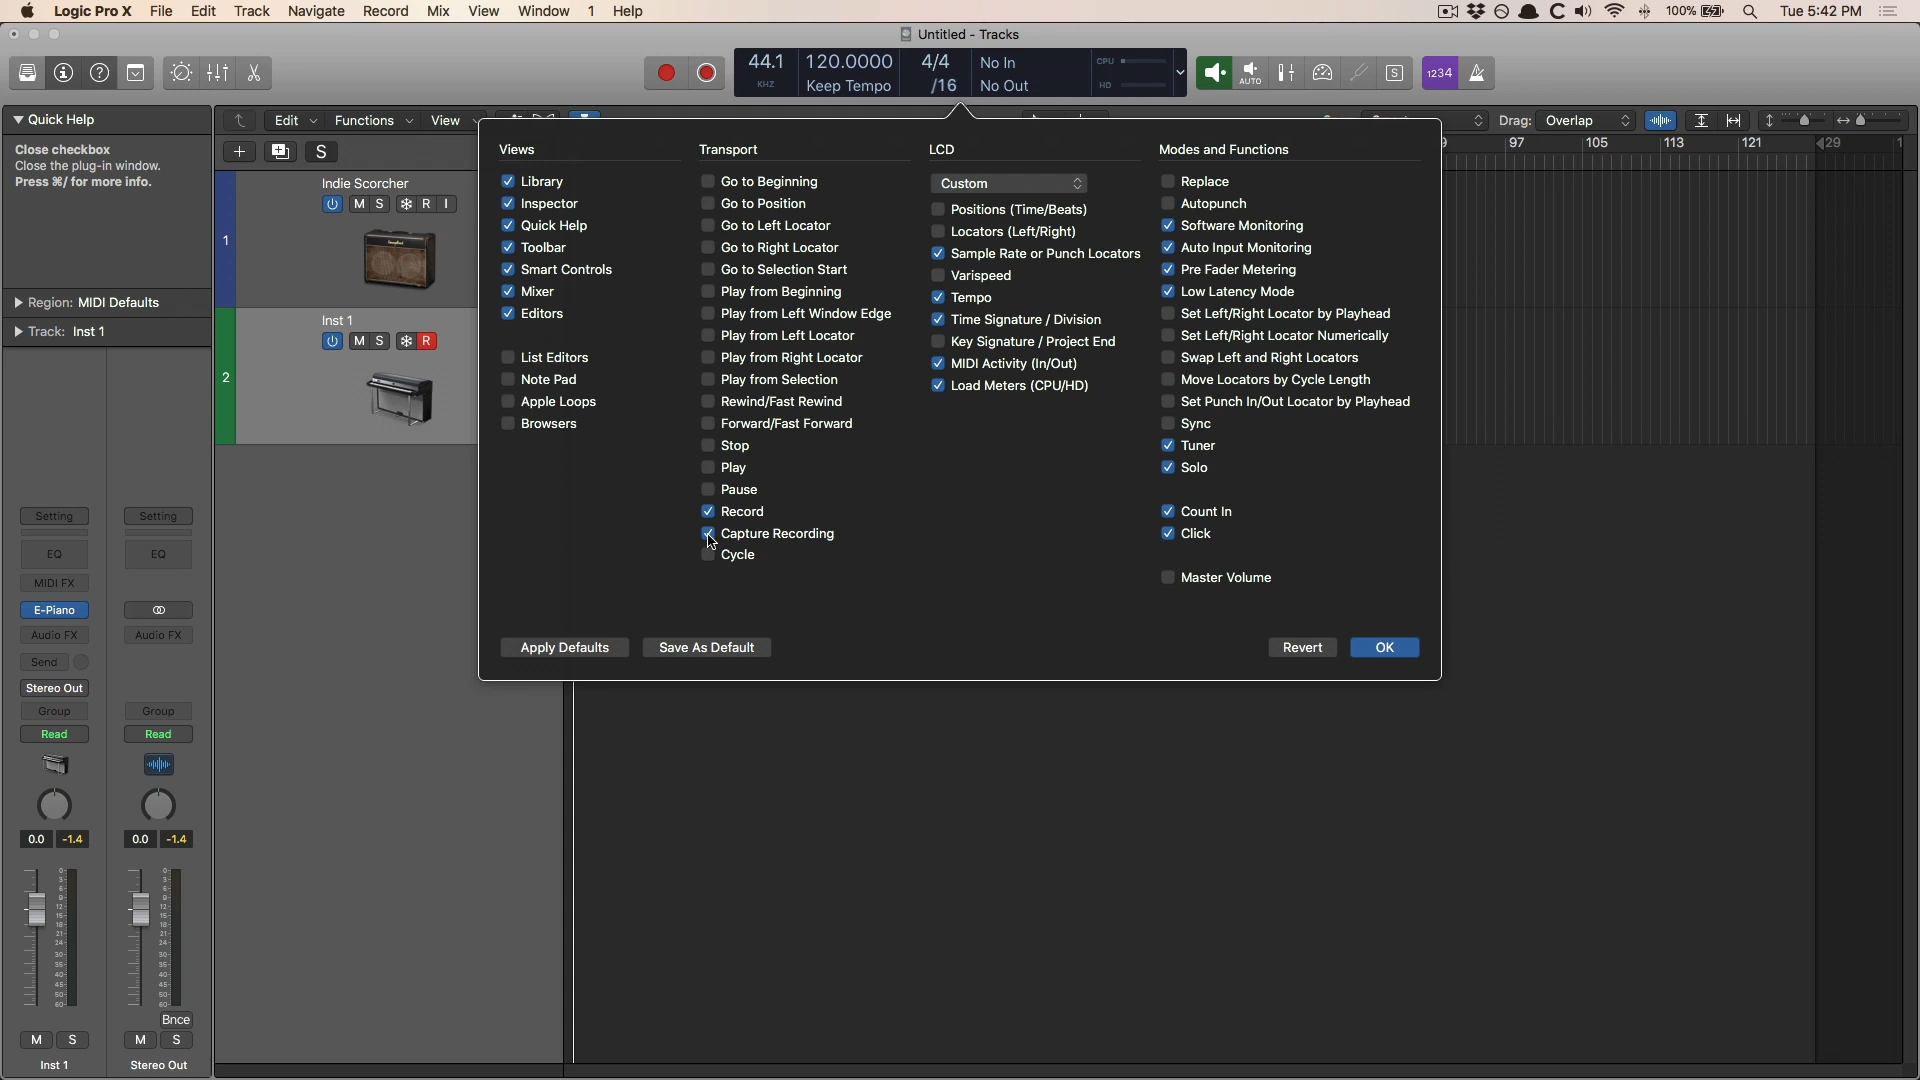 Logic Pro X File Edit Track Navigate Record Mix View Window 1 Help 100% Tue 5:42 PM
Untitled - Tracks
44.1 120.0000 4/4 No In CPU
KHZ Keep Tempo /16 No Out HD
AUTO S 1234
Quick Help
Close checkbox
Close the plug-in window.
Press ⌘/ for more info.
Region: MIDI Defaults
Track: Inst 1
Edit Functions View
Drag: Overlap
S
97 105 113 121 129
1 Indie Scorcher
M S R I
2 Inst 1
M S R
Views
Library
Inspector
Quick Help
Toolbar
Smart Controls
Mixer
Editors
List Editors
Note Pad
Apple Loops
Browsers
Transport
Go to Beginning
Go to Position
Go to Left Locator
Go to Right Locator
Go to Selection Start
Play from Beginning
Play from Left Window Edge
Play from Left Locator
Play from Right Locator
Play from Selection
Rewind/Fast Rewind
Forward/Fast Forward
Stop
Play
Pause
Record
Capture Recording
Cycle
LCD
Custom
Positions (Time/Beats)
Locators (Left/Right)
Sample Rate or Punch Locators
Varispeed
Tempo
Time Signature / Division
Key Signature / Project End
MIDI Activity (In/Out)
Load Meters (CPU/HD)
Modes and Functions
Replace
Autopunch
Software Monitoring
Auto Input Monitoring
Pre Fader Metering
Low Latency Mode
Set Left/Right Locator by Playhead
Set Left/Right Locator Numerically
Swap Left and Right Locators
Move Locators by Cycle Length
Set Punch In/Out Locator by Playhead
Sync
Tuner
Solo
Count In
Click
Master Volume
Apply Defaults Save As Default Revert OK
Setting Setting
EQ EQ
MIDI FX
E-Piano
Audio FX Audio FX
Send
Stereo Out
Group Group
Read Read
0.0 -1.4 0.0 -1.4
Bnce
M S M S
Inst 1 Stereo Out